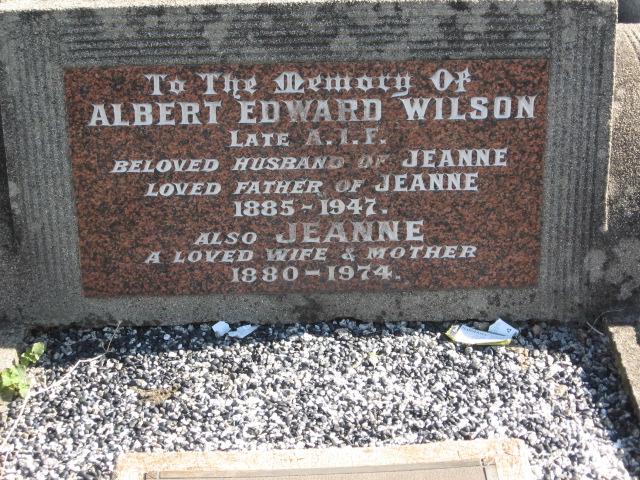 To The Memory Of
ALBERT EDWARD WILSON
LATE A.I.F.
BELOVED HUSBAND OF JEANNE
LOVED FATHER OF JEANNE
1885-1947.
ALSO JEANNE
A LOVED WIFE & MOTHER
1880-1974.